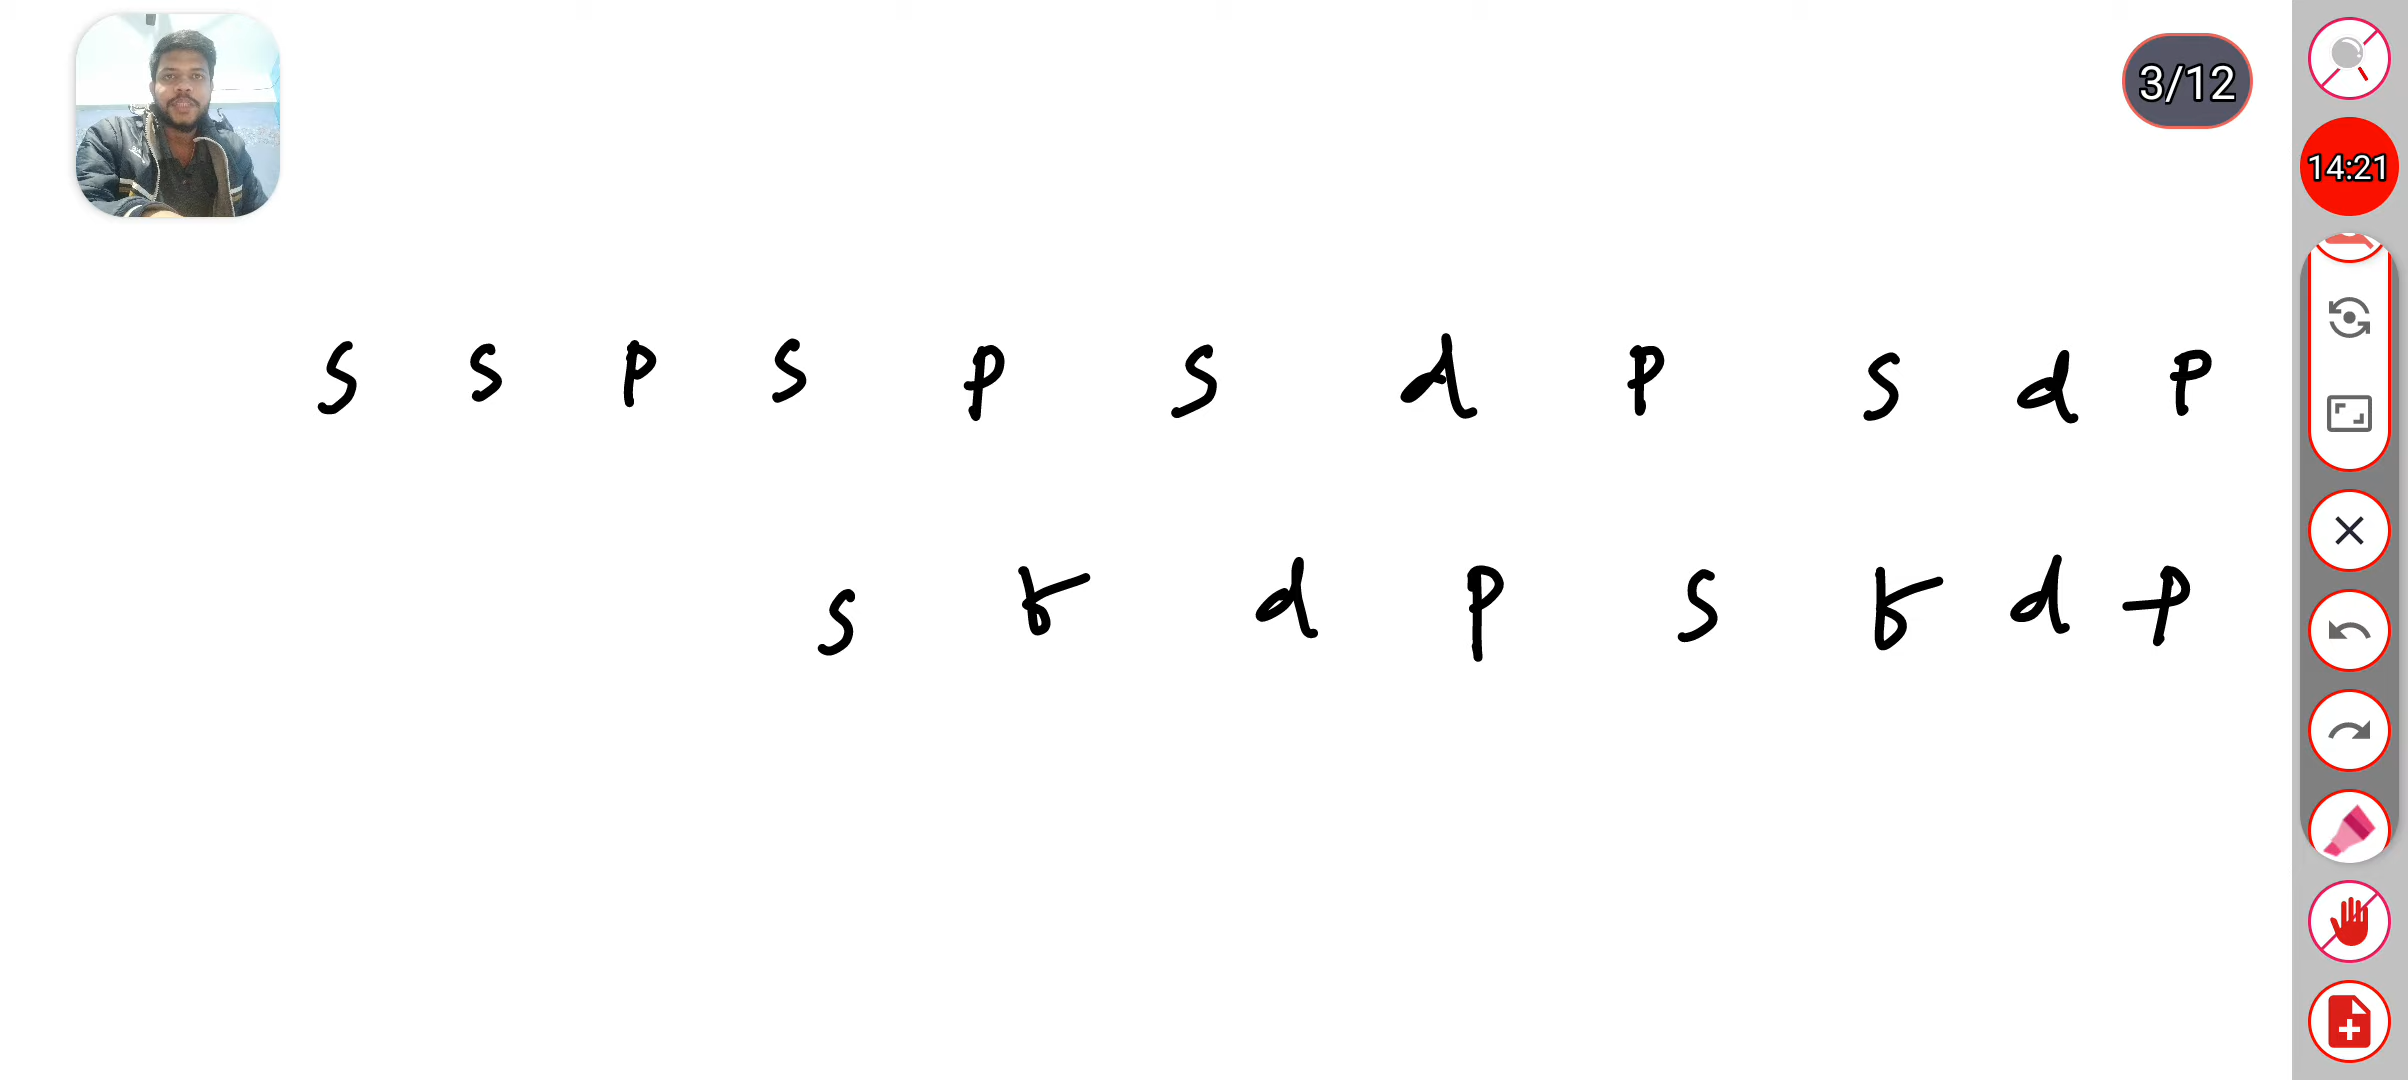 3/12
14:21
s s p s p s d p s d p
s f d p s f d p